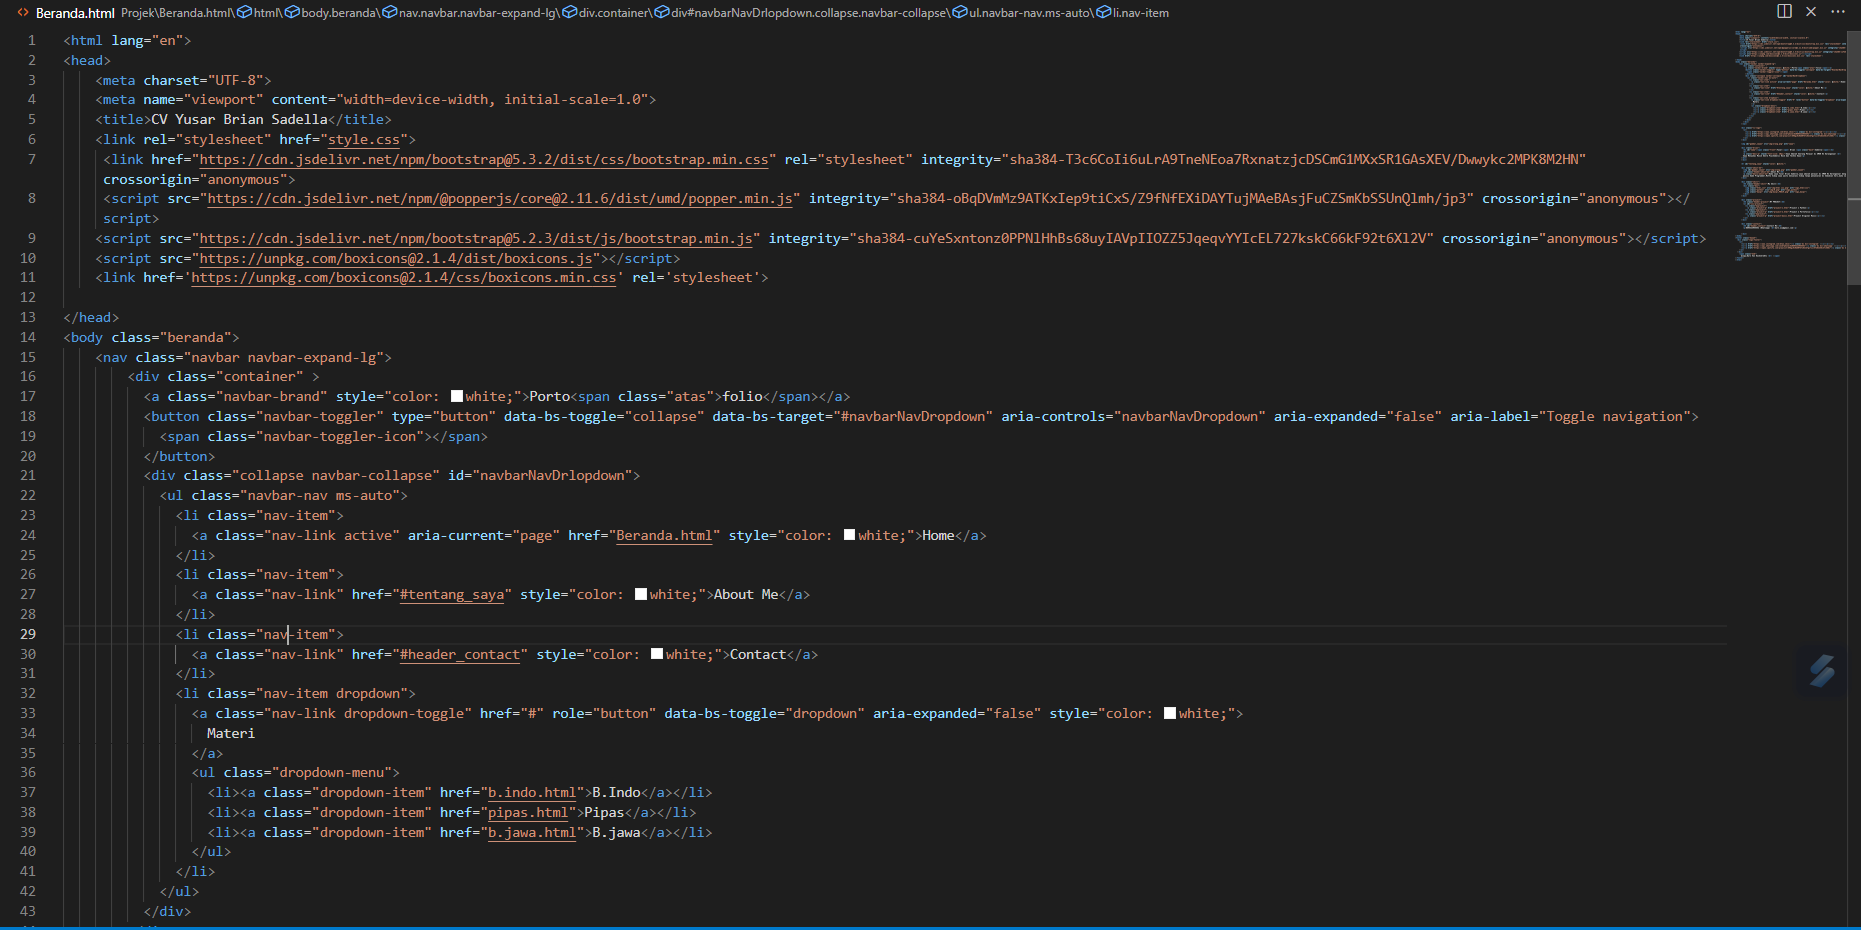 Beranda.html Projek\Beranda.html\html\body.beranda\nav.navbar.navbar-expand-lg\div.container\div#navbarNavDrlopdown.collapse.navbar-collapse\ul.navbar-nav.ms-auto\li.nav-item
1 <html lang="en">
2 <head>
3 <meta charset="UTF-8">
4 <meta name="viewport" content="width=device-width, initial-scale=1.0">
5 <title>CV Yusar Brian Sadella</title>
6 <link rel="stylesheet" href="style.css">
7 <link href="https://cdn.jsdelivr.net/npm/bootstrap@5.3.2/dist/css/bootstrap.min.css" rel="stylesheet" integrity="sha384-T3c6CoIi6uLrA9TneNEoa7RxnatzjcDSCmG1MXxSR1GAsXEV/Dwwykc2MPK8M2HN"
crossorigin="anonymous">
8 <script src="https://cdn.jsdelivr.net/npm/@popperjs/core@2.11.6/dist/umd/popper.min.js" integrity="sha384-oBqDVmMz9ATKxIep9tiCxS/Z9fNfEXiDAYTujMAeBAsjFuCZSmKbSSUnQlmh/jp3" crossorigin="anonymous"></
script>
9 <script src="https://cdn.jsdelivr.net/npm/bootstrap@5.2.3/dist/js/bootstrap.min.js" integrity="sha384-cuYeSxntonz0PPNlHhBs68uyIAVpIIOZZ5JqeqvYYIcEL727kskC66kF92t6Xl2V" crossorigin="anonymous"></script>
10 <script src="https://unpkg.com/boxicons@2.1.4/dist/boxicons.js"></script>
11 <link href='https://unpkg.com/boxicons@2.1.4/css/boxicons.min.css' rel='stylesheet'>
12
13 </head>
14 <body class="beranda">
15 <nav class="navbar navbar-expand-lg">
16 <div class="container" >
17 <a class="navbar-brand" style="color: white;">Porto<span class="atas">folio</span></a>
18 <button class="navbar-toggler" type="button" data-bs-toggle="collapse" data-bs-target="#navbarNavDropdown" aria-controls="navbarNavDropdown" aria-expanded="false" aria-label="Toggle navigation">
19 <span class="navbar-toggler-icon"></span>
20 </button>
21 <div class="collapse navbar-collapse" id="navbarNavDrlopdown">
22 <ul class="navbar-nav ms-auto">
23 <li class="nav-item">
24 <a class="nav-link active" aria-current="page" href="Beranda.html" style="color: white;">Home</a>
25 </li>
26 <li class="nav-item">
27 <a class="nav-link" href="#tentang_saya" style="color: white;">About Me</a>
28 </li>
29 <li class="nav-item">
30 <a class="nav-link" href="#header_contact" style="color: white;">Contact</a>
31 </li>
32 <li class="nav-item dropdown">
33 <a class="nav-link dropdown-toggle" href="#" role="button" data-bs-toggle="dropdown" aria-expanded="false" style="color: white;">
34 Materi
35 </a>
36 <ul class="dropdown-menu">
37 <li><a class="dropdown-item" href="b.indo.html">B.Indo</a></li>
38 <li><a class="dropdown-item" href="pipas.html">Pipas</a></li>
39 <li><a class="dropdown-item" href="b.jawa.html">B.jawa</a></li>
40 </ul>
41 </li>
42 </ul>
43 </div>